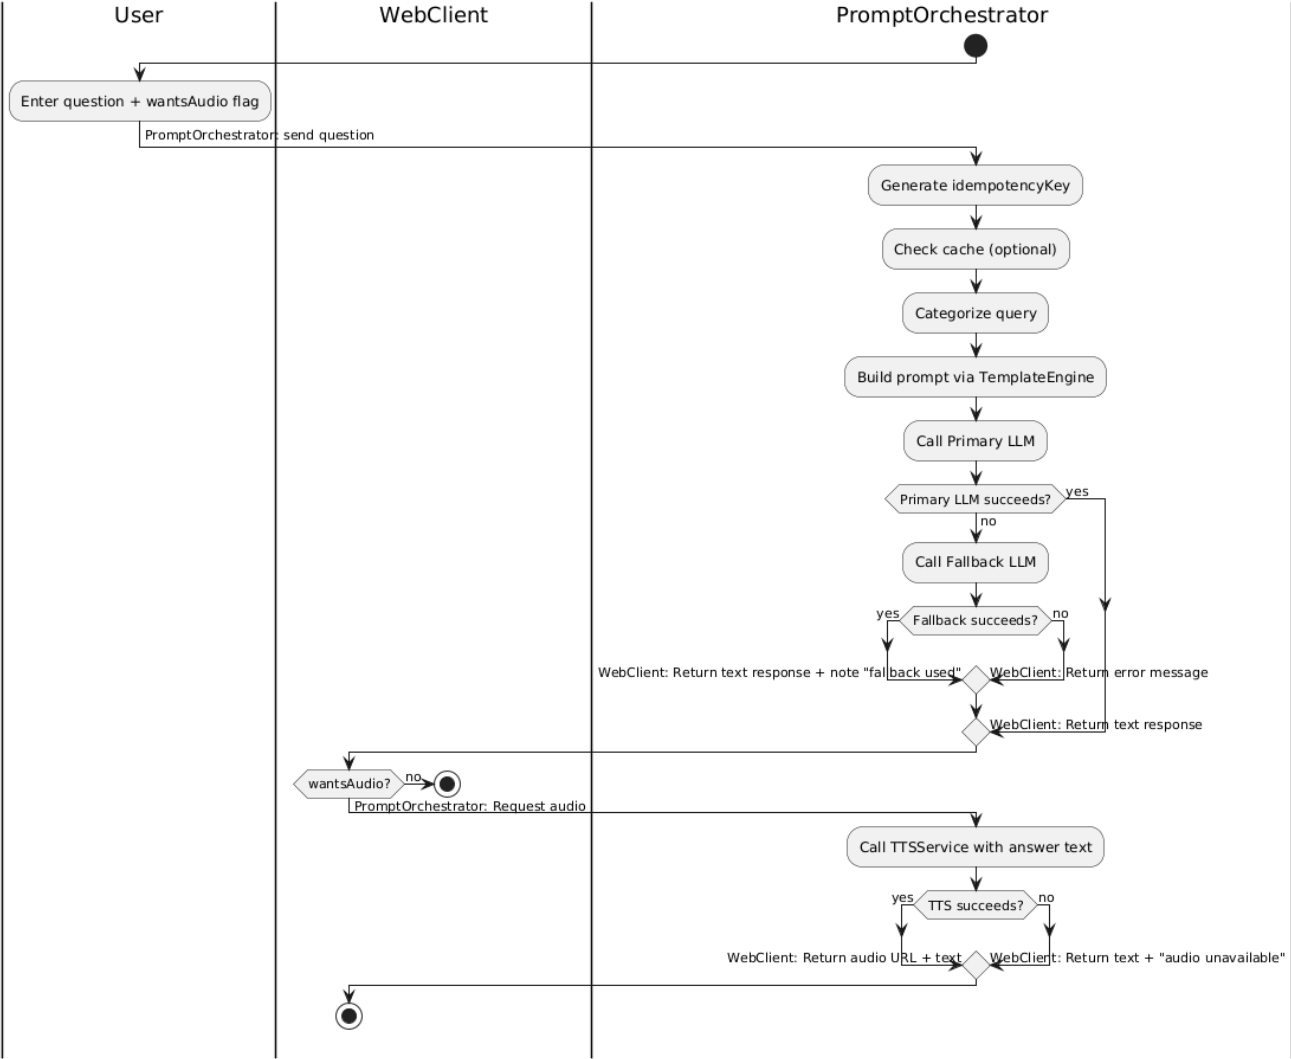 User
WebClient
PromptOrchestrator
Enter question + wantsAudio flag
PromptOrchestrator: send question
Generate idempotencyKey
Check cache (optional)
Categorize query
Build prompt via TemplateEngine
Call Primary LLM
Primary LLM succeeds?
yes
no
Call Fallback LLM
yes
Fallback succeeds?
no
WebClient: Return text response + note "fallback used"
WebClient: Return error message
WebClient: Return text response
wantsAudio?
no
PromptOrchestrator: Request audio
Call TTSService with answer text
yes
TTS succeeds?
no
WebClient: Return audio URL + text
WebClient: Return text + "audio unavailable"